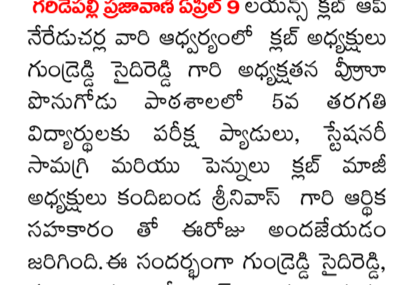 గరిడేపల్లి ప్రజావాణి ఏప్రిల్ 9 లయన్స్ క్లబ్ ఆప్
నేరేడుచర్ల వారి ఆధ్వర్యంలో క్లబ్ అధ్యక్షులు
గుండ్రెడ్డి సైదిరెడ్డి గారి అధ్యక్షతన
పొనుగోడు పాఠశాలలో 5వ తరగతి
విద్యార్థులకు పరీక్ష ప్యాడులు, స్టేషనరీ
సామగ్రి మరియు పెన్నులు క్లబ్ మాజీ
అధ్యక్షులు కందిబండ శ్రీనివాస్ గారి ఆర్థిక
సహకారం తో ఈరోజు అందజేయడం
జరిగింది. ఈ సందర్భంగా గుండ్రెడ్డి సైదిరెడ్డి,